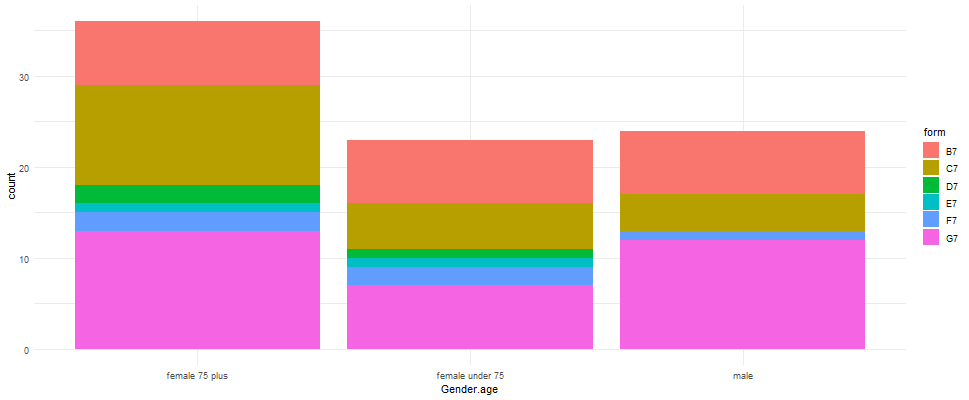 30
20
10
0
count
female 75 plus
female under 75
male
Gender.age
form
B7
C7
D7
E7
F7
G7